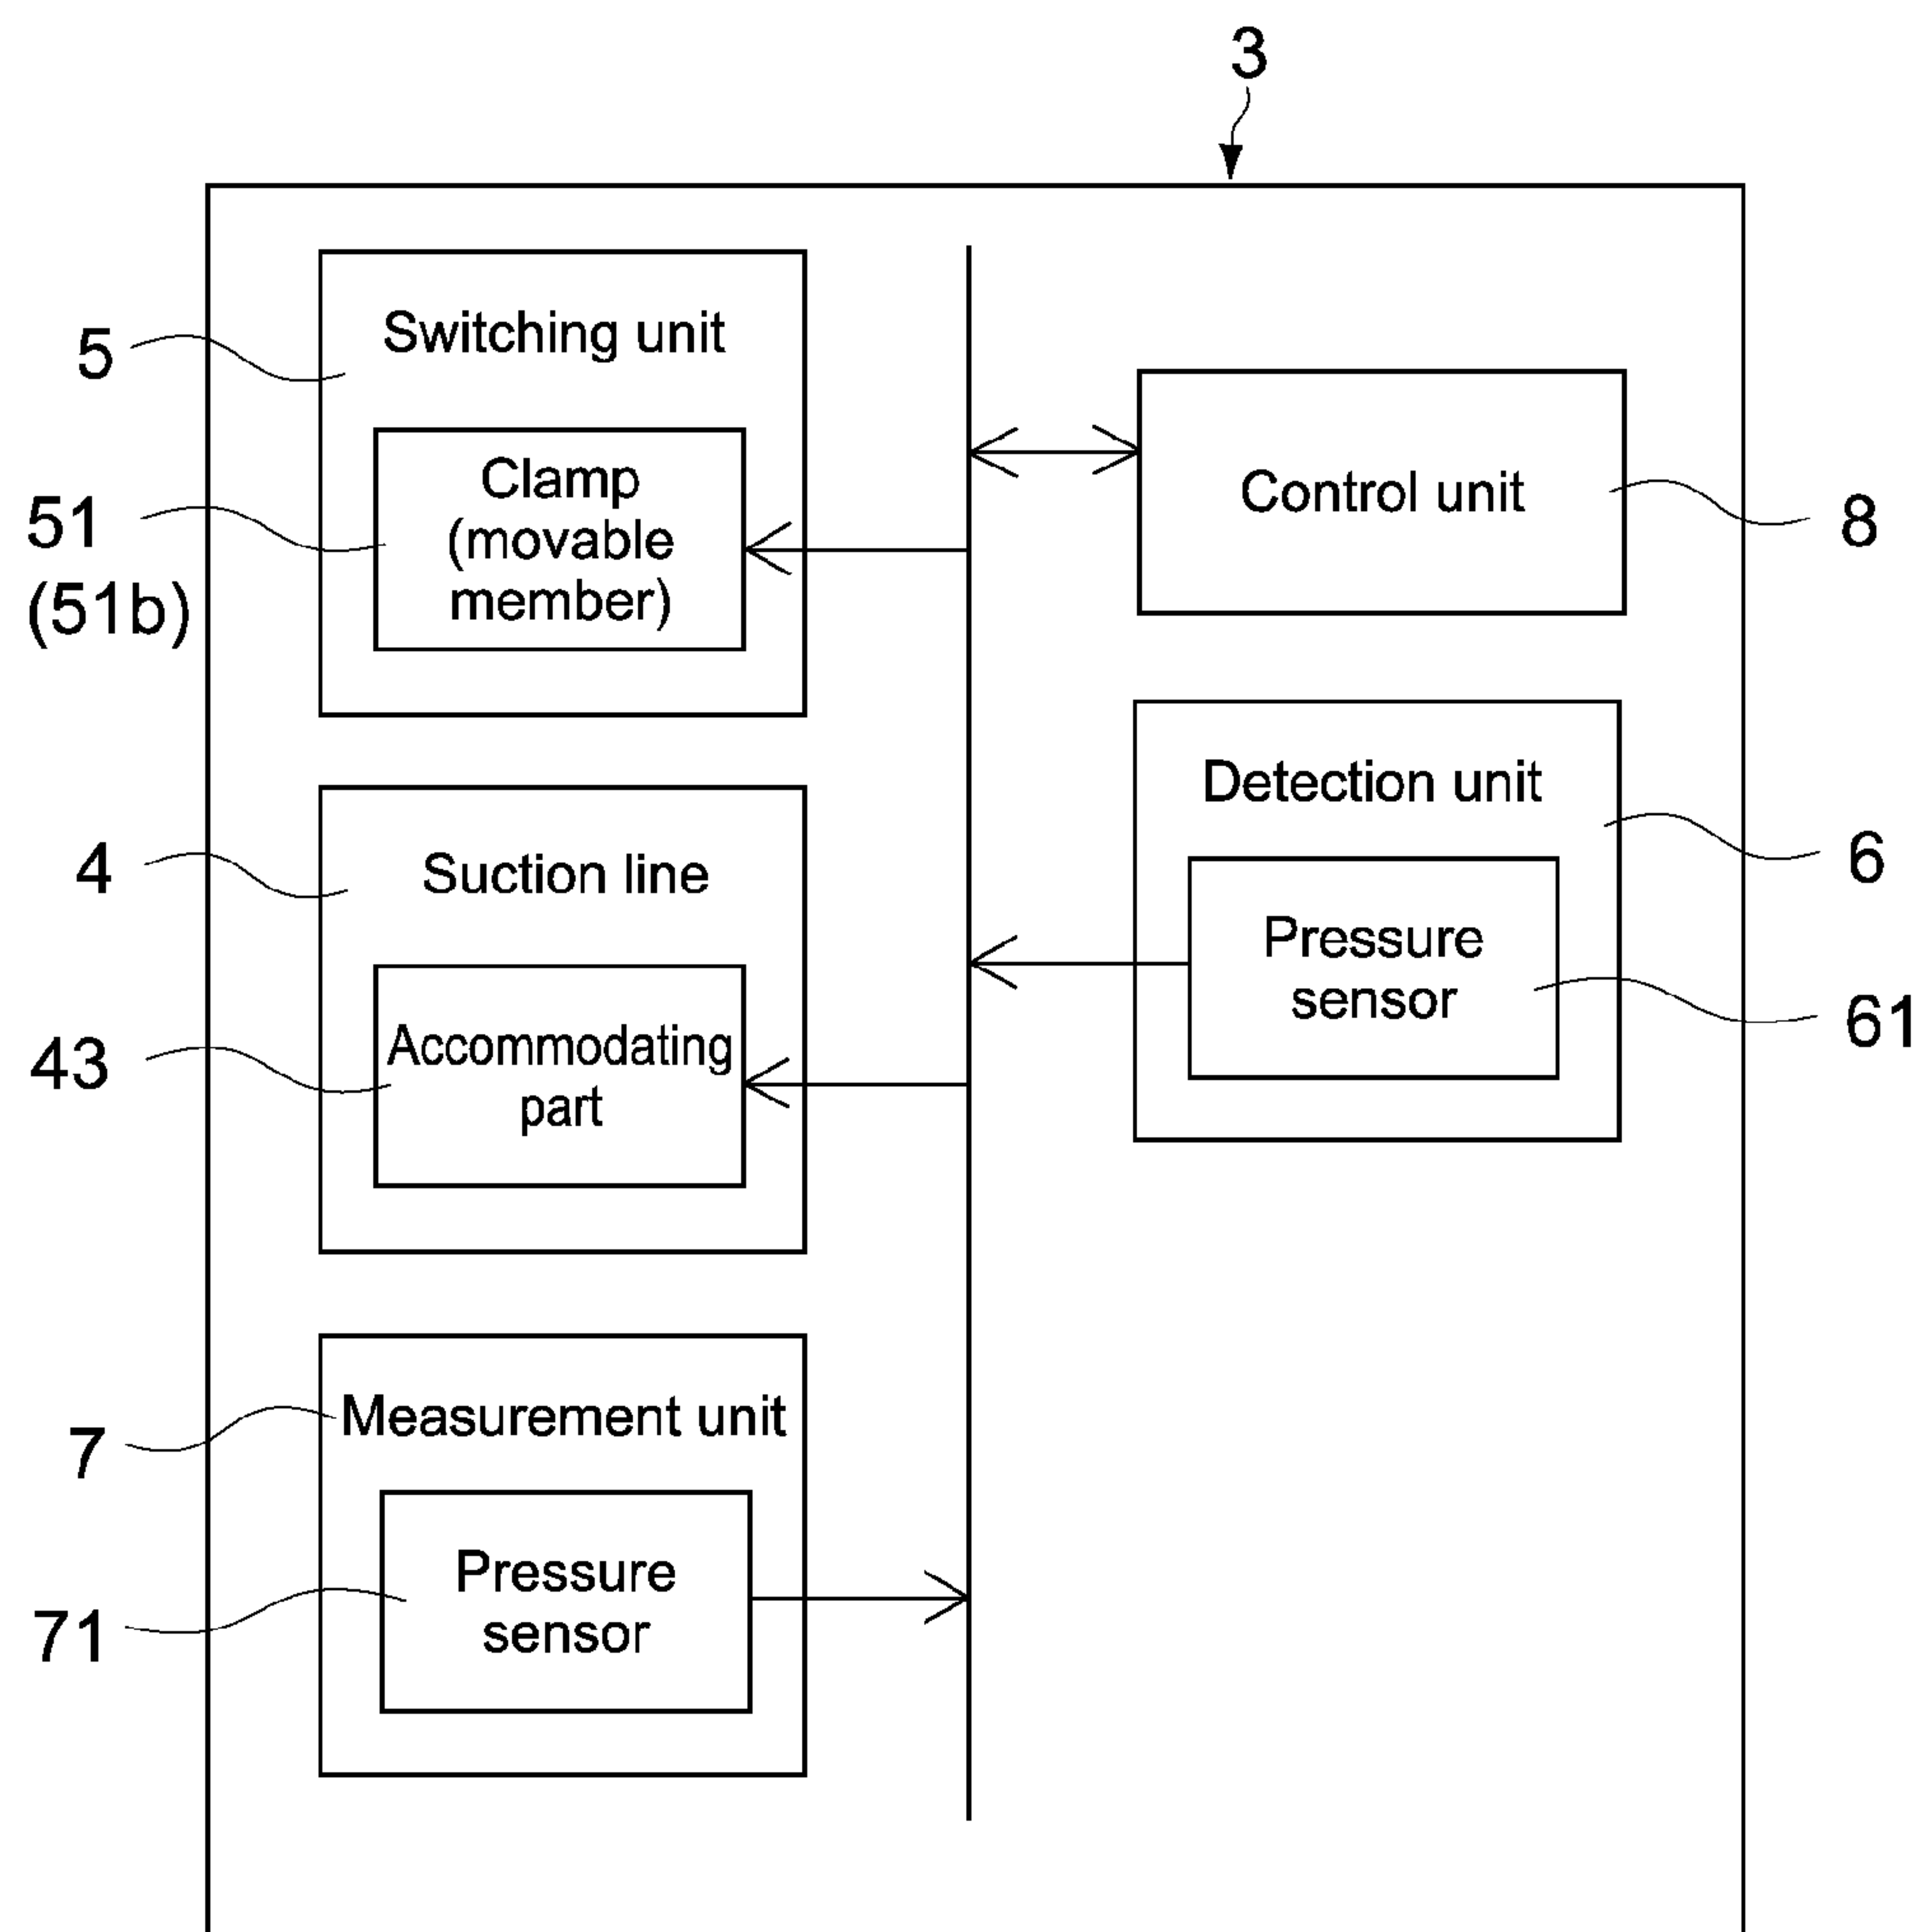 3
5
Switching unit
51
(51b)
Clamp
(movable
member)
Control unit
8
Detection unit
6
Pressure
sensor
61
4
Suction line
43
Accommodating
part
7
Measurement unit
71
Pressure
sensor